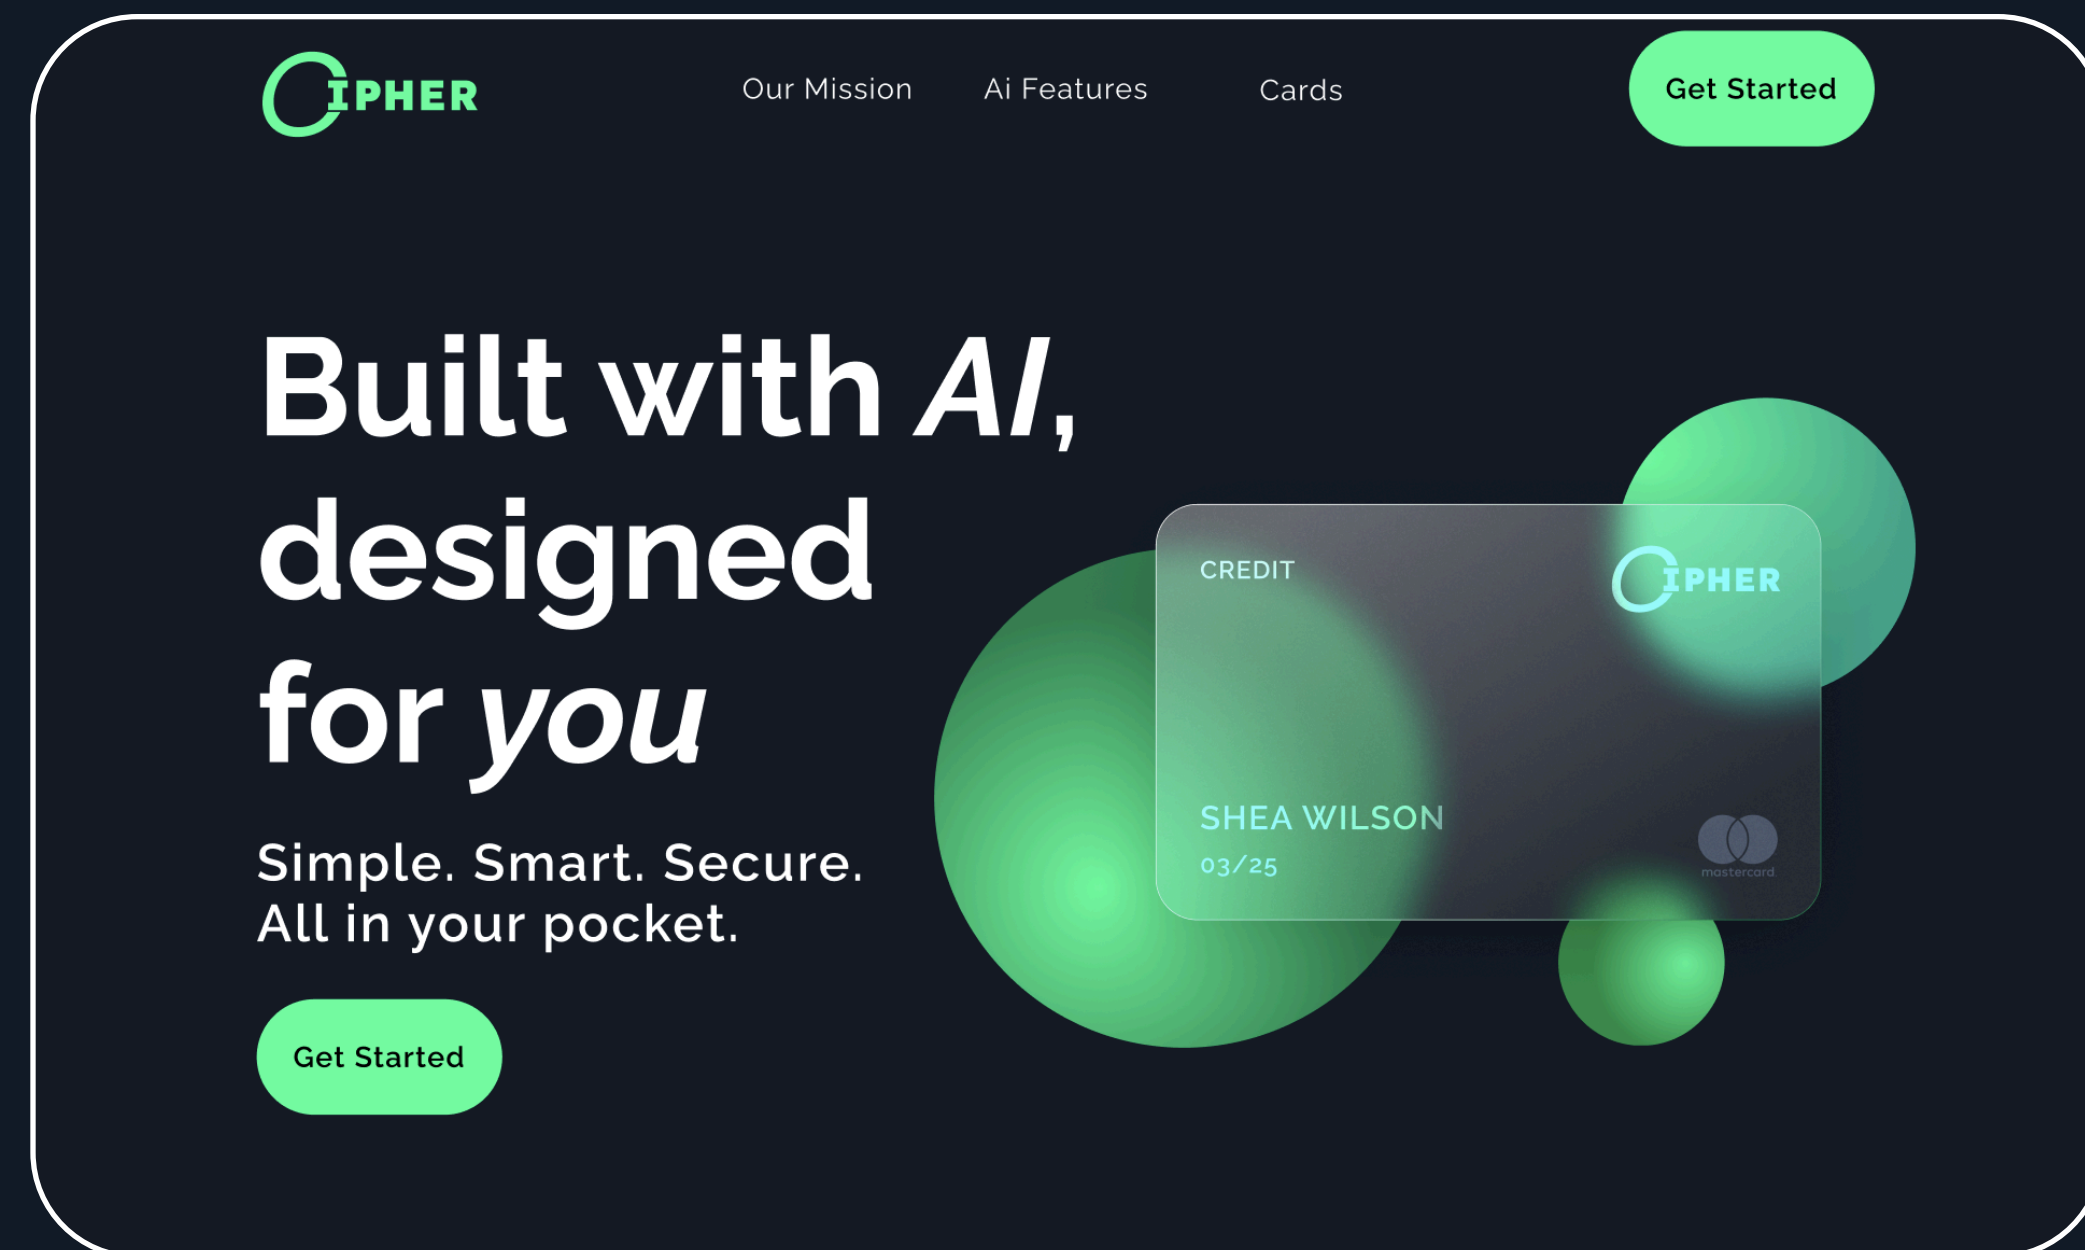 CIPHER
Our Mission
Ai Features
Cards
Get Started
Built with AI,
designed
for you
Simple. Smart. Secure.
All in your pocket.
Get Started
CREDIT
CIPHER
SHEA WILSON
03/25
mastercard